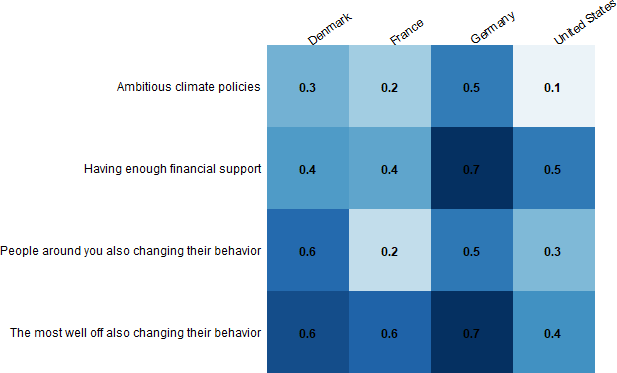 Denmark France Germany United States
Ambitious climate policies 0.3 0.2 0.5 0.1
Having enough financial support 0.4 0.4 0.7 0.5
People around you also changing their behavior 0.6 0.2 0.5 0.3
The most well off also changing their behavior 0.6 0.6 0.7 0.4